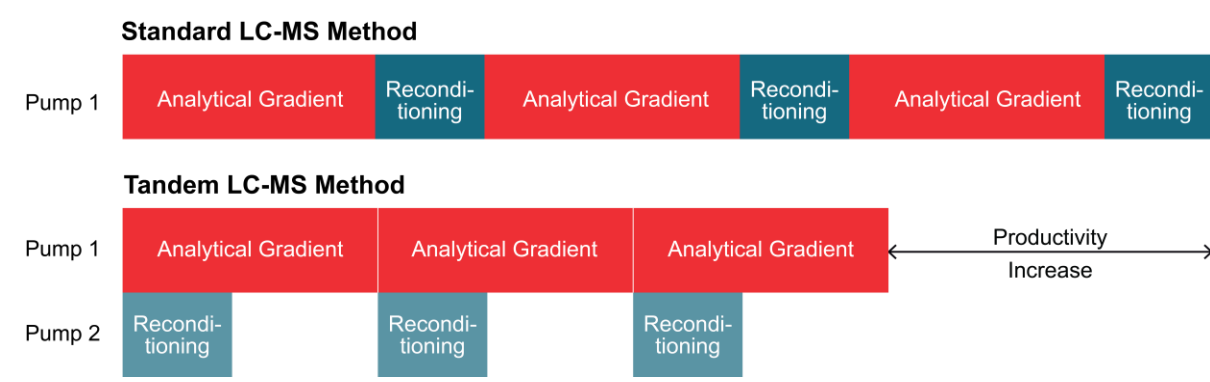 Standard LC-MS Method
Pump 1
Analytical Gradient
Recondi-
tioning
Analytical Gradient
Recondi-
tioning
Analytical Gradient
Recondi-
tioning
Tandem LC-MS Method
Pump 1
Analytical Gradient
Analytical Gradient
Analytical Gradient
Productivity
Increase
Pump 2
Recondi-
tioning
Recondi-
tioning
Recondi-
tioning